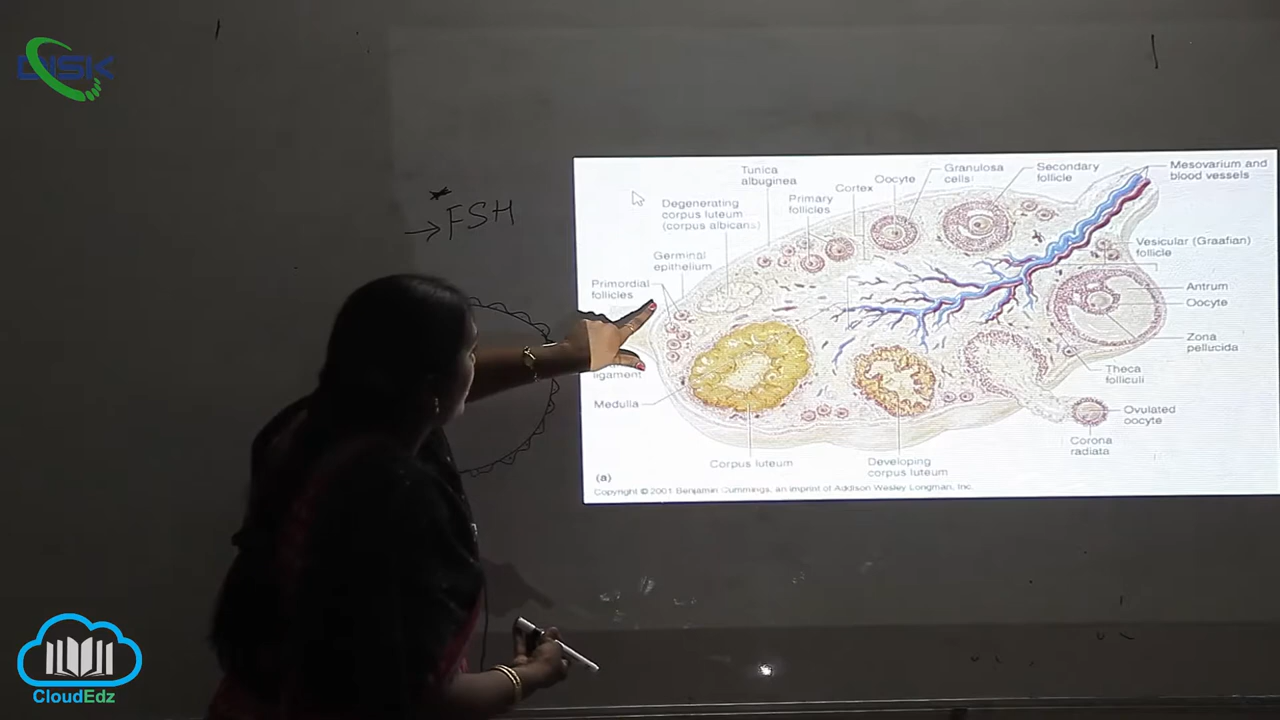 DISK
FSH
Tunica
albuginea
Cortex
Oocyte
Granulosa
cells
Secondary
follicle
Mesovarium and
blood vessels
Degenerating
corpus luteum
(corpus albicans)
Primary
follicles
Germinal
epithelium
Vesicular (Graafian)
follicle
Primordial
follicles
Antrum
Oocyte
Zona
pellucida
ligament
Theca
folliculi
Medulla
Ovulated
oocyte
Corona
radiata
Corpus luteum
Developing
corpus luteum
(a)
Copyright © 2001 Benjamin Cummings, an imprint of Addison Wesley Longman, Inc.
CloudEdz